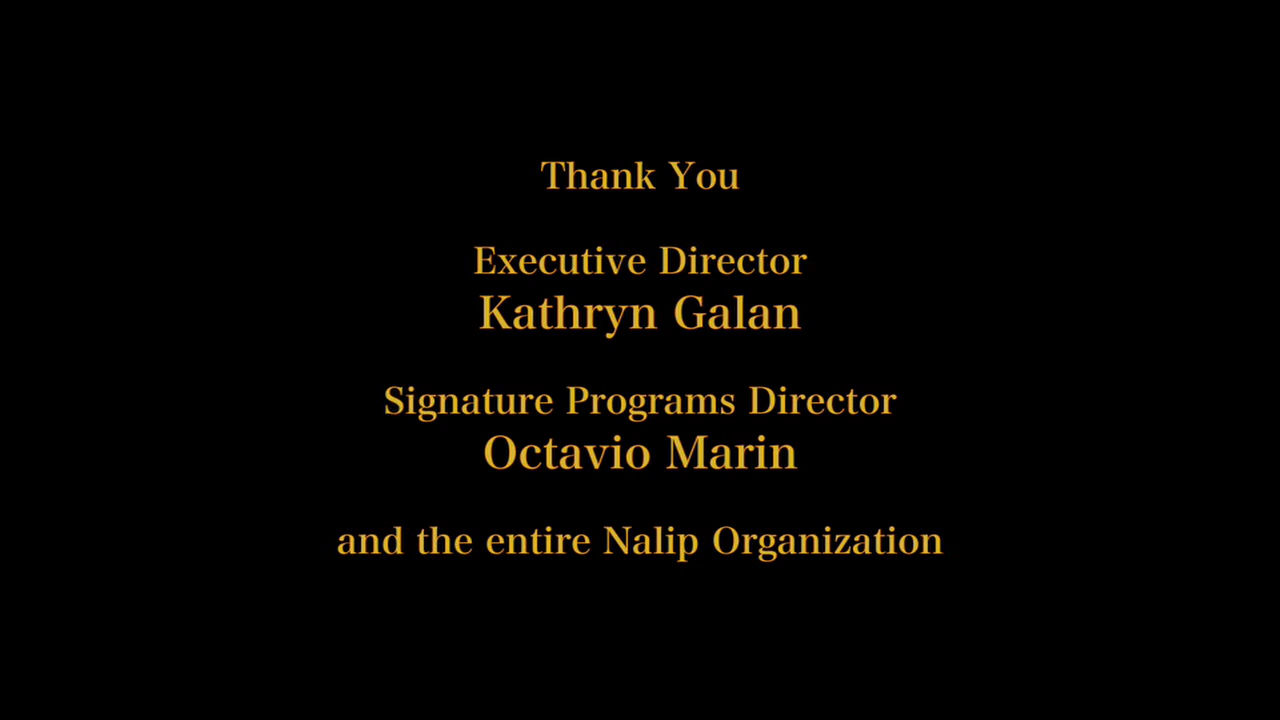 Thank You
Executive Director
Kathryn Galan
Signature Programs Director
Octavio Marin
and the entire Nalip Organization